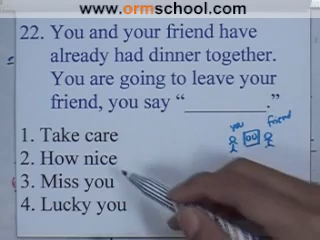 www.ormschool.com
22. You and your friend have
already had dinner together.
You are going to leave your
friend, you say “________.”
you
friend
1. Take care
2. How nice
3. Miss you
4. Lucky you